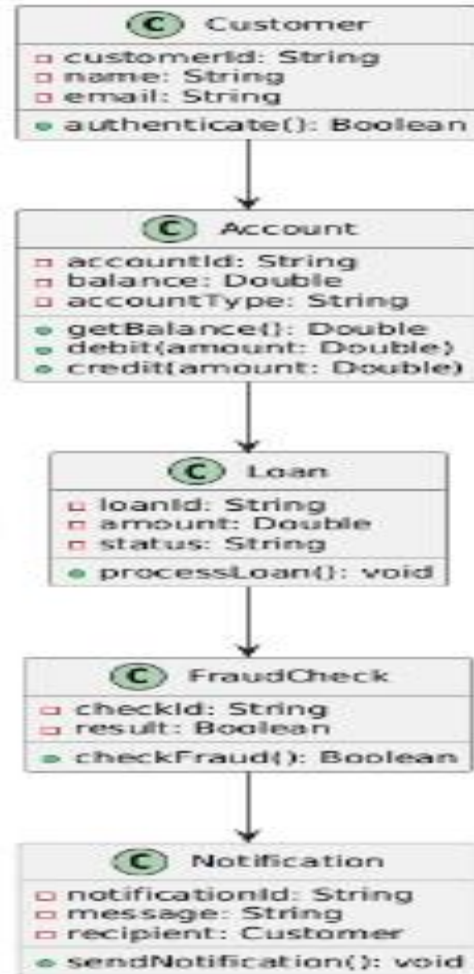 C Customer
customerId: String
name: String
email: String
authenticate(): Boolean
C Account
accountId: String
balance: Double
accountType: String
getBalance(): Double
debit(amount: Double)
credit(amount: Double)
C Loan
loanId: String
amount: Double
status: String
processLoan(): void
C FraudCheck
checkId: String
result: Boolean
checkFraud(): Boolean
C Notification
notificationId: String
message: String
recipient: Customer
sendNotification(): void